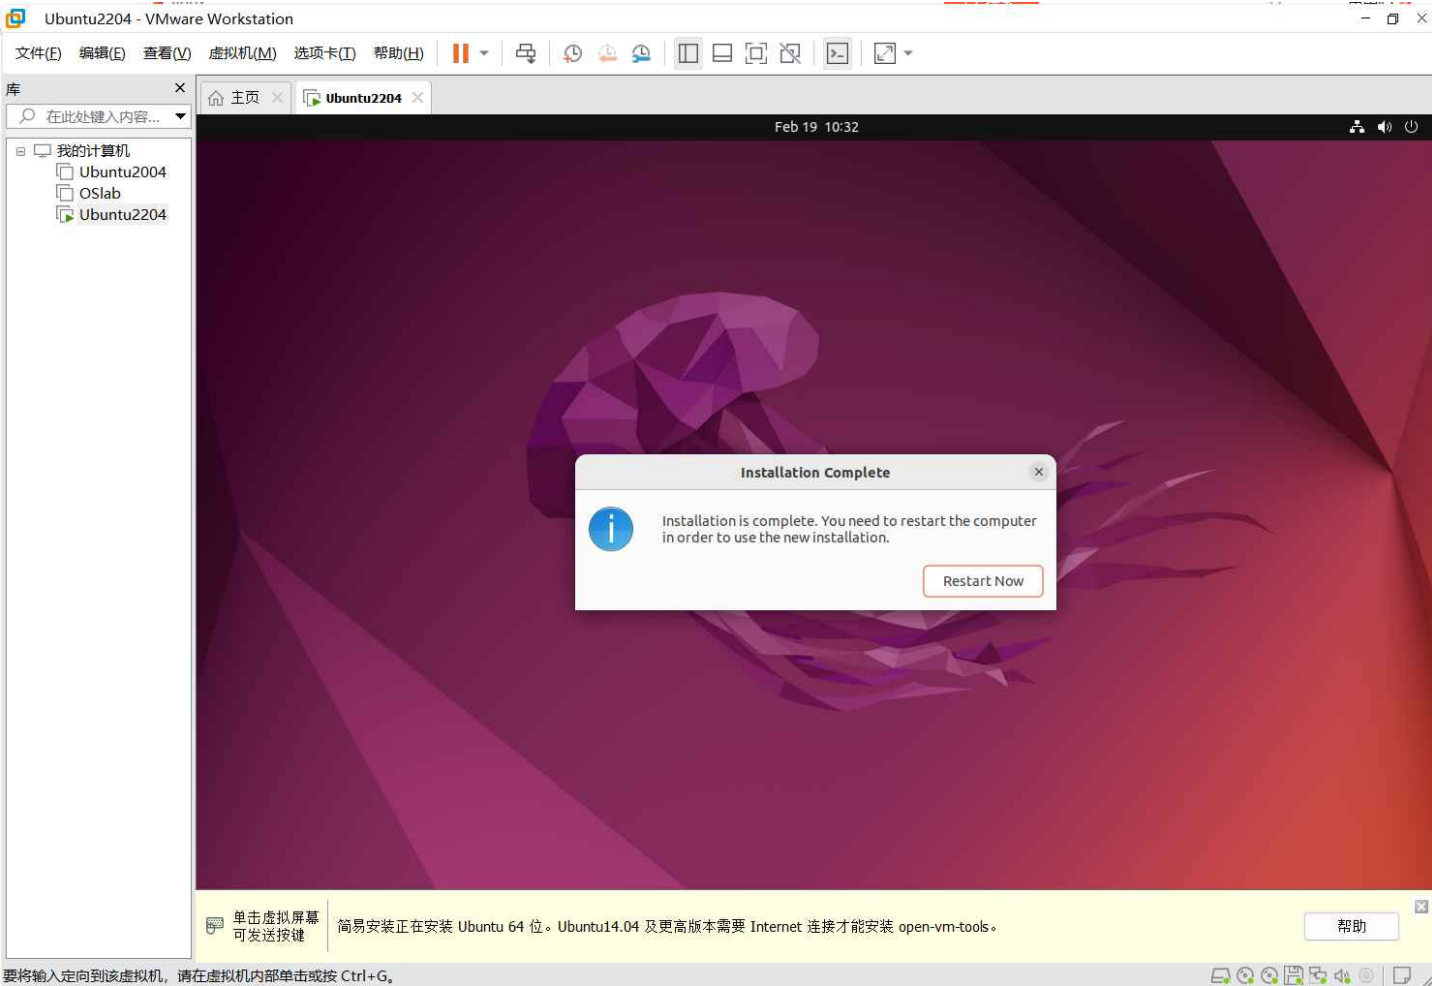 Ubuntu2204 - VMware Workstation
文件(F) 编辑(E) 查看(V) 虚拟机(M) 选项卡(T) 帮助(H)
库
主页
Ubuntu2204
在此处键入内容...
Feb 19 10:32
我的计算机
Ubuntu2004
OSlab
Ubuntu2204
Installation Complete
Installation is complete. You need to restart the computer
in order to use the new installation.
Restart Now
单击虚拟屏幕
可发送按键
简易安装正在安装 Ubuntu 64 位。Ubuntu14.04 及更高版本需要 Internet 连接才能安装 open-vm-tools。
帮助
要将输入定向到该虚拟机，请在虚拟机内部单击或按 Ctrl+G。